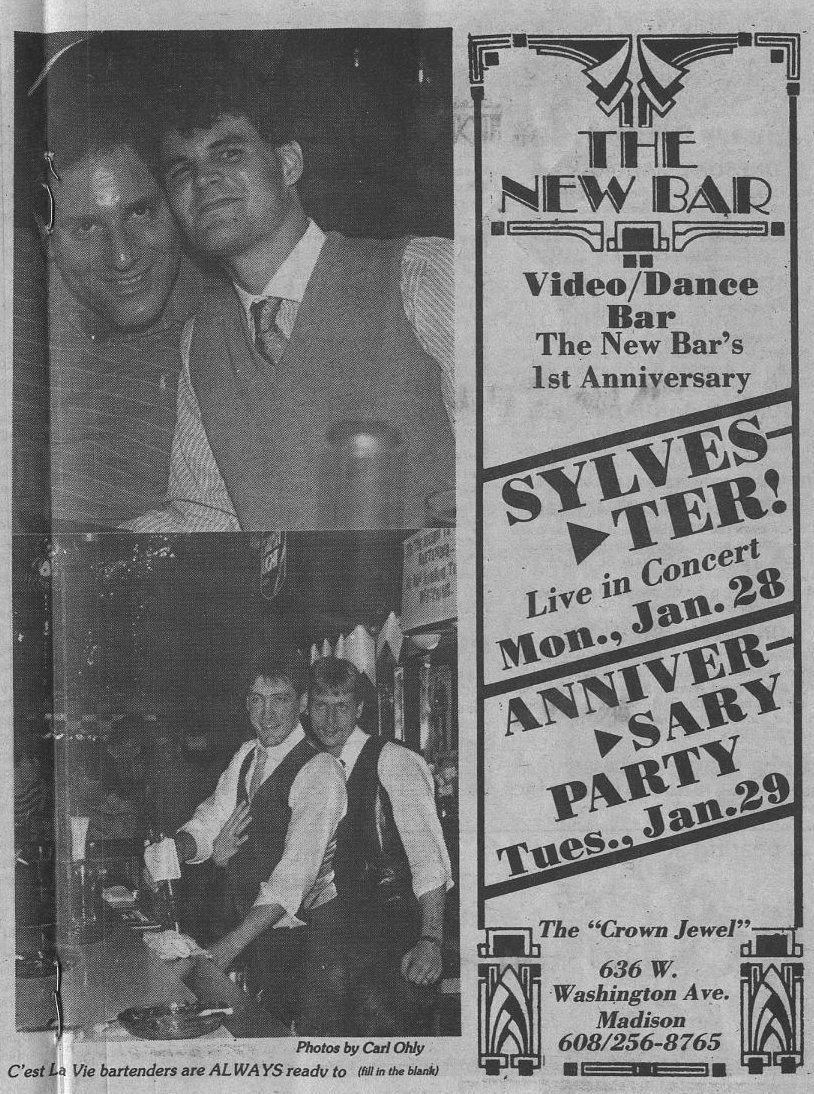 Photos by Carl Ohly
C'est La Vie bartenders are ALWAYS ready to (fill in the blank)
THE
NEW BAR
Video/Dance
Bar
The New Bar's
1st Anniversary
SYLVES-
TER!
Live in Concert
Mon., Jan. 28
ANNIVER-
SARY
PARTY
Tues., Jan.29
The "Crown Jewel"
636 W.
Washington Ave.
Madison
608/256-8765